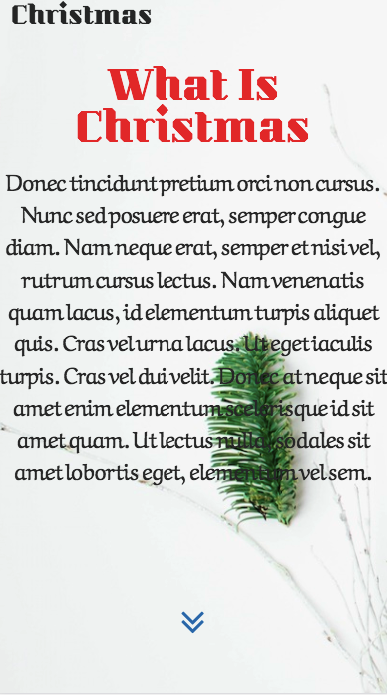 Christmas
What Is
Christmas
Donec tincidunt pretium orci non cursus.
Nunc sed posuere erat, semper congue
diam. Nam neque erat, semper et nisi vel,
rutrum cursus lectus. Nam venenatis
quam lacus, id elementum turpis aliquet
quis. Cras vel urna lacus. Ut eget iaculis
turpis. Cras vel dui velit. Donec at neque sit
amet enim elementum scelerisque id sit
amet quam. Ut lectus nulla, sodales sit
amet lobortis eget, elementum vel sem.